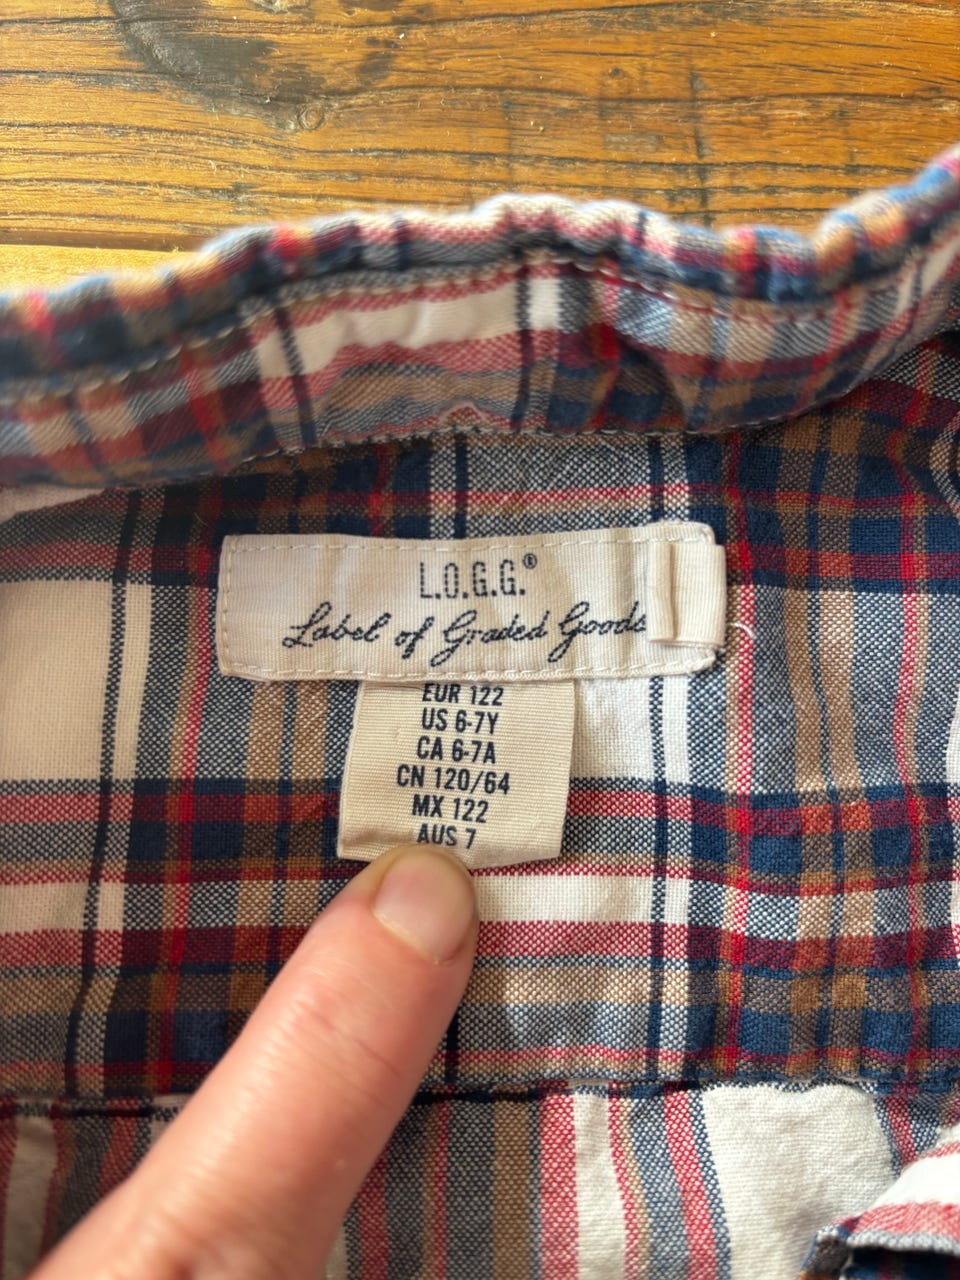 L.O.G.G.®
Label of Graded Goods
EUR 122
US 6-7Y
CA 6-7A
CN 120/64
MX 122
AUS 7